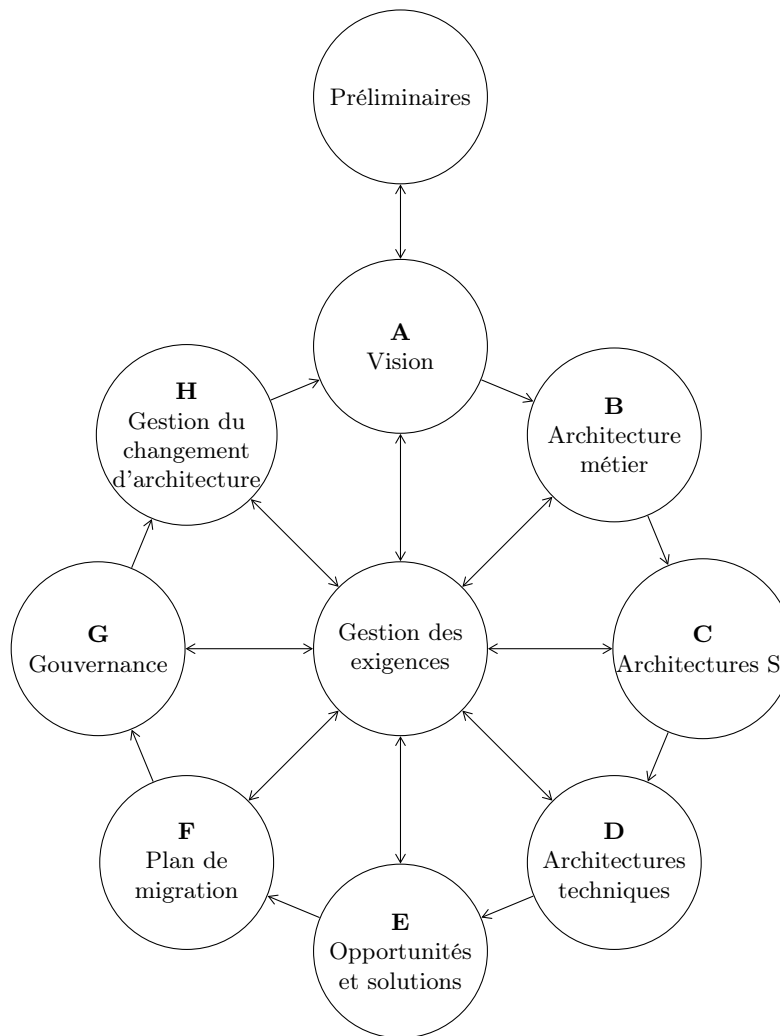 Préliminaires
A
Vision
H
Gestion du
changement
d'architecture
B
Architecture
métier
G
Gouvernance
Gestion des
exigences
C
Architectures S
F
Plan de
migration
D
Architectures
techniques
E
Opportunités
et solutions